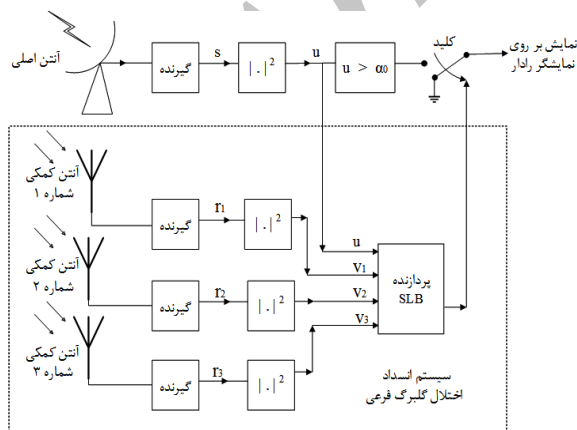 آنتن اصلی
گیرنده
s
| . |²
u
u > α₀
کلید
نمایش بر روی
نمایشگر رادار
آنتن کمکی
شماره ۱
گیرنده
r₁
| . |²
u
v₁
آنتن کمکی
شماره ۲
گیرنده
r₂
| . |²
v₂
پردازنده
SLB
آنتن کمکی
شماره ۳
گیرنده
r₃
| . |²
v₃
سیستم انسداد
اختلال گلبرگ فرعی